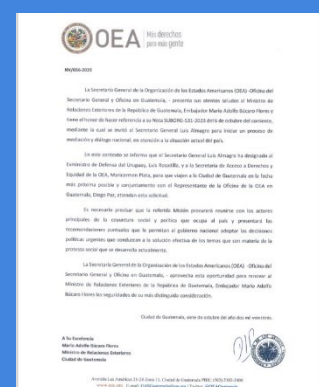 OEA Más derechos
para más gente
La Secretaría General de la Organización de los Estados Americanos (OEA) -Oficina del
Secretario General y Oficina en Guatemala, - presenta sus atentos saludos al Ministro de
Relaciones Exteriores de la República de Guatemala, Embajador Mario Adolfo Búcaro Flores e
tiene el honor de hacer referencia a su Nota de octubre del corriente,
mediante la cual se invitó al Secretario General Luis Almagro para iniciar un proceso de
mediación y diálogo nacional, en atención a la situación actual del país.
En este contexto se informa que el Secretario General Luis Almagro ha designado al
Exministro de Defensa del Uruguay, Luis Rosadilla, y a la Secretaria de Acceso a Derechos y
Equidad de la OEA, Maricarmen Plata, para que viajen a la Ciudad de Guatemala en la fecha
más próxima posible y conjuntamente con el Representante de la Oficina de la OEA en
Guatemala, Diego Paz, atiendan esta solicitud.
Es necesario precisar que la referida Misión procurará reunirse con los actores
principales de la coyuntura social y política que ocupa al país y presentará las
recomendaciones puntuales que le permitan al gobierno nacional adoptar las decisiones
políticas urgentes que conduzcan a la solución efectiva de los temas que son materia de la
protesta social que se desarrolla actualmente.
La Secretaría General de la Organización de los Estados Americanos (OEA) -Oficina del
Secretario General y Oficina en Guatemala, - aprovecha esta oportunidad para renovar al
Ministro de Relaciones Exteriores de la República de Guatemala, Embajador Mario Adolfo
Búcaro Flores las seguridades de su más distinguida consideración.
Ciudad de Guatemala, siete de octubre del año dos mil veintitrés.
A Su Excelencia
Mario Adolfo Búcaro Flores
Ministro de Relaciones Exteriores
Ciudad de Guatemala